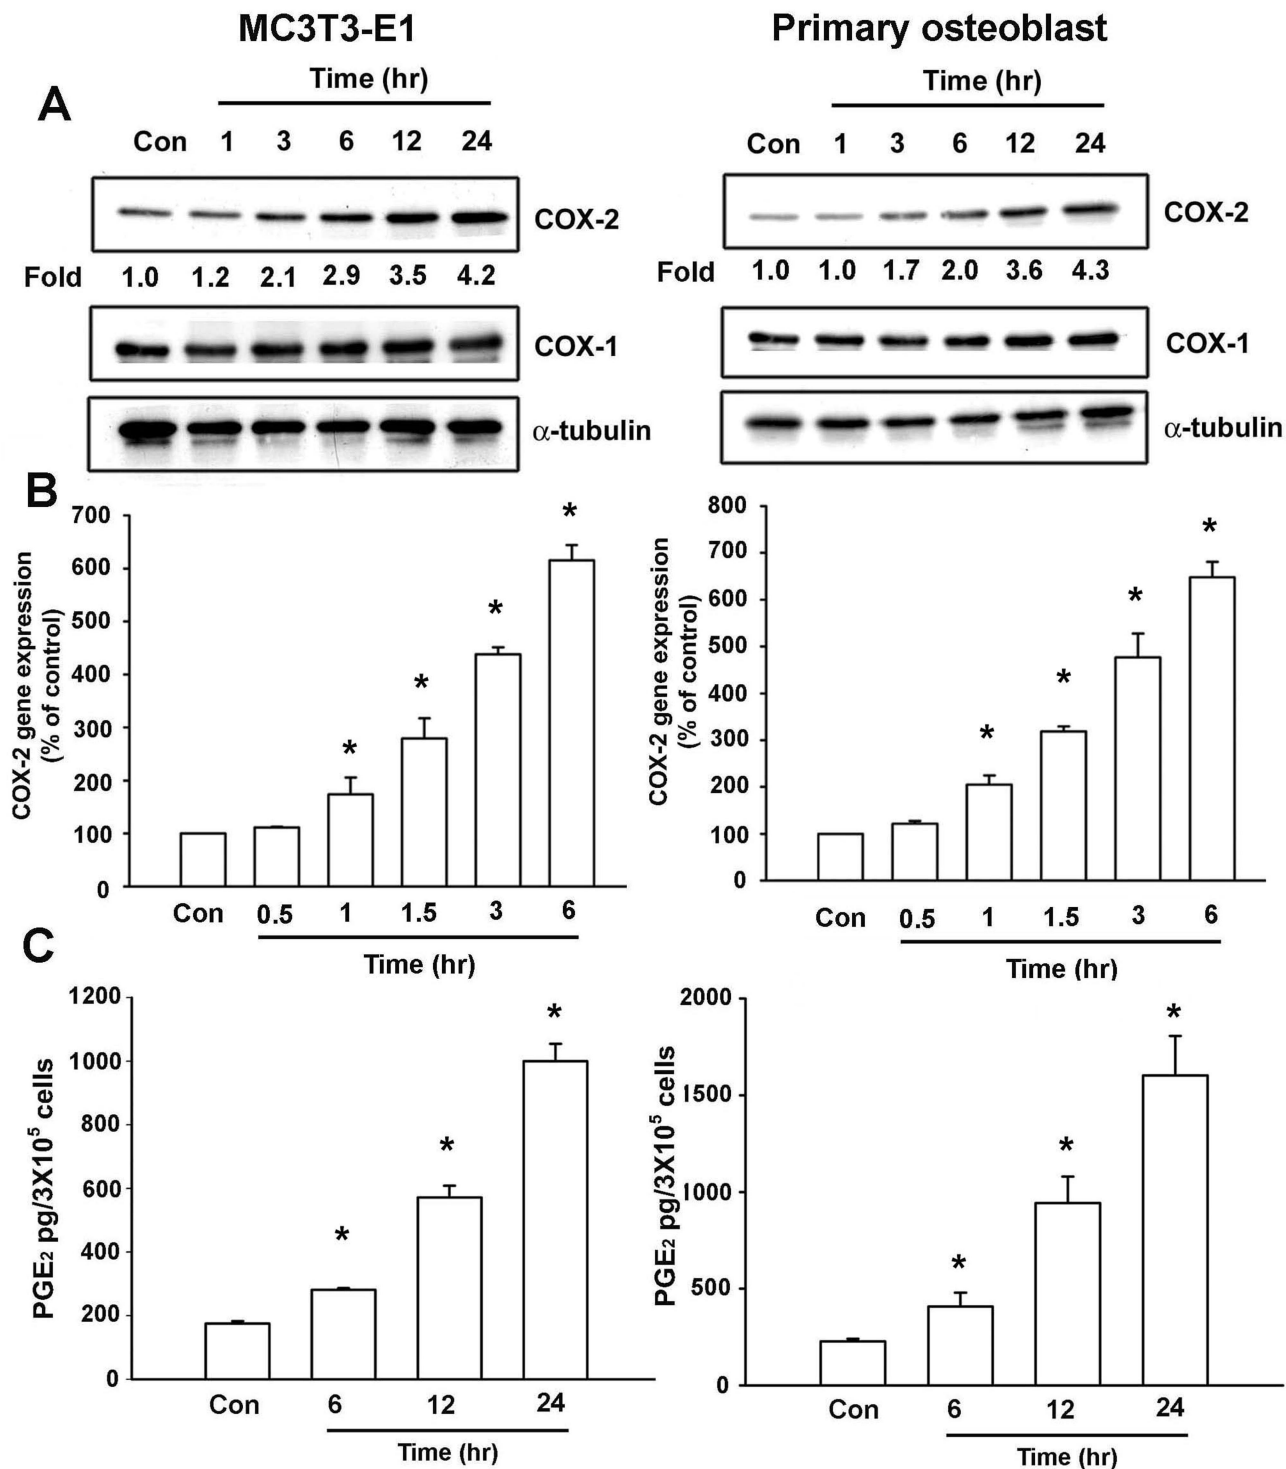 MC3T3-E1 Primary osteoblast
A
Time (hr)
Con 1 3 6 12 24
COX-2
Fold 1.0 1.2 2.1 2.9 3.5 4.2
COX-1
α-tubulin
Time (hr)
Con 1 3 6 12 24
COX-2
Fold 1.0 1.0 1.7 2.0 3.6 4.3
COX-1
α-tubulin
B
COX-2 gene expression
(% of control)
700
600
500
400
300
200
100
0
* * * *
Con 0.5 1 1.5 3 6
Time (hr)
COX-2 gene expression
(% of control)
800
700
600
500
400
300
200
100
0
* * * *
Con 0.5 1 1.5 3 6
Time (hr)
C
PGE₂ pg/3X10⁵ cells
1200
1000
800
600
400
200
0
* * *
Con 6 12 24
Time (hr)
PGE₂ pg/3X10⁵ cells
2000
1500
1000
500
0
* * *
Con 6 12 24
Time (hr)